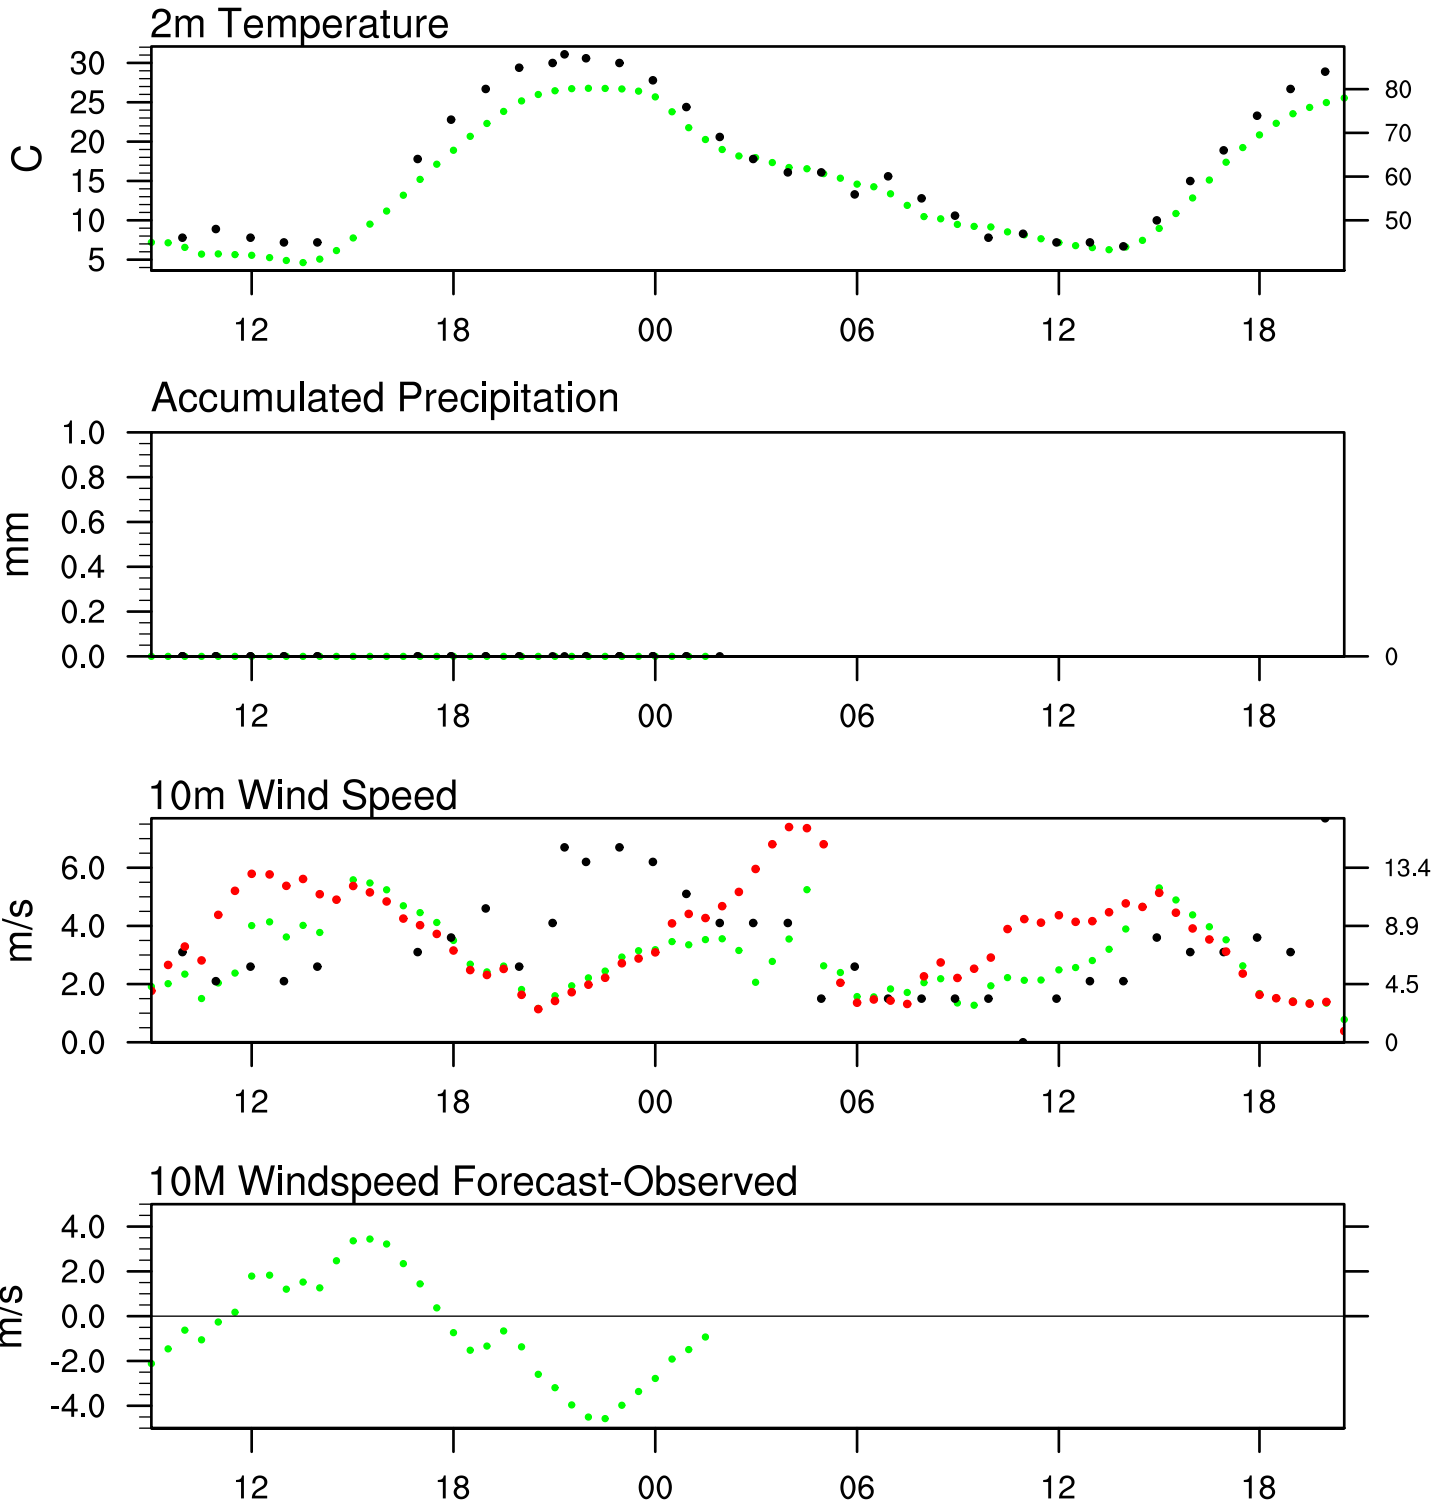 2m Temperature
30
25
20
15
10
5
C
80
70
60
50
12 18 00 06 12 18
Accumulated Precipitation
1.0
0.8
0.6
0.4
0.2
0.0
mm
0
12 18 00 06 12 18
10m Wind Speed
6.0
4.0
2.0
0.0
m/s
13.4
8.9
4.5
0
12 18 00 06 12 18
10M Windspeed Forecast-Observed
4.0
2.0
0.0
-2.0
-4.0
m/s
12 18 00 06 12 18